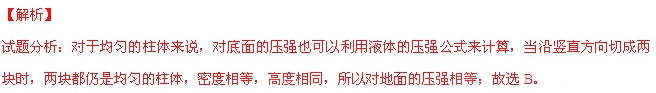 【解析】
试题分析：对于均匀的柱体来说，对底面的压强也可以利用液体的压强公式来计算，当沿竖直方向切成两
块时，两块都仍是均匀的柱体，密度相等，高度相同，所以对地面的压强相等；故选 B。